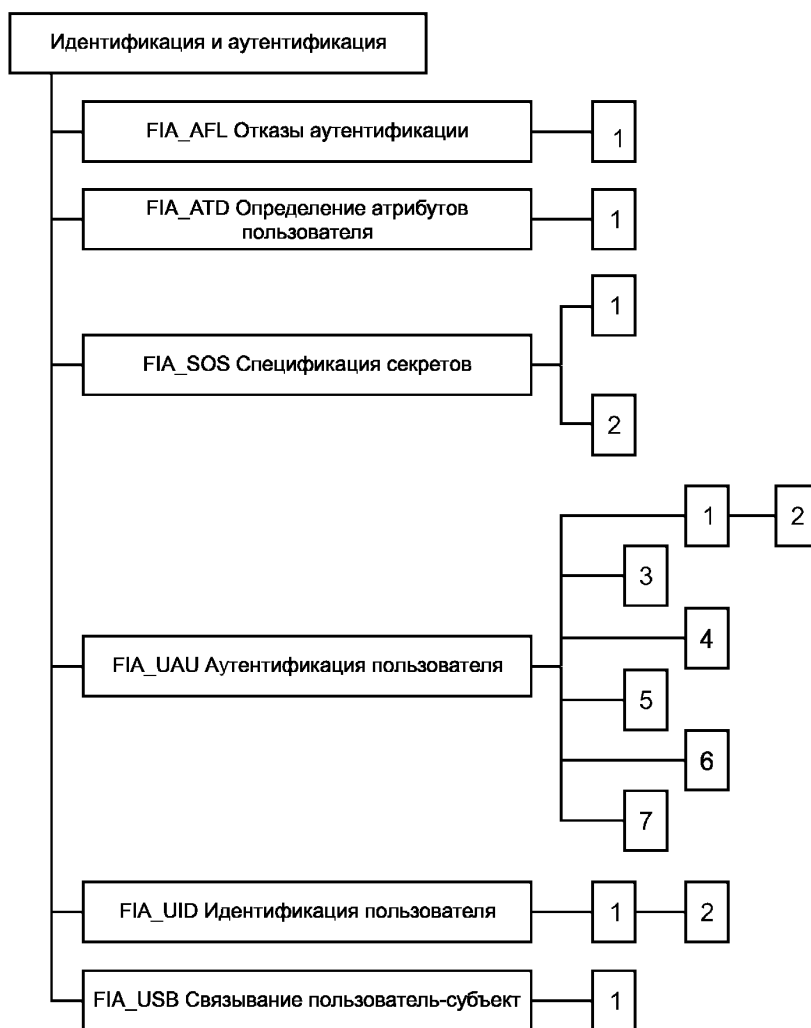 Идентификация и аутентификация
FIA_AFL Отказы аутентификации
1
FIA_ATD Определение атрибутов
пользователя
1
1
FIA_SOS Спецификация секретов
2
1
2
3
4
FIA_UAU Аутентификация пользователя
5
6
7
FIA_UID Идентификация пользователя
1
2
FIA_USB Связывание пользователь-субъект
1